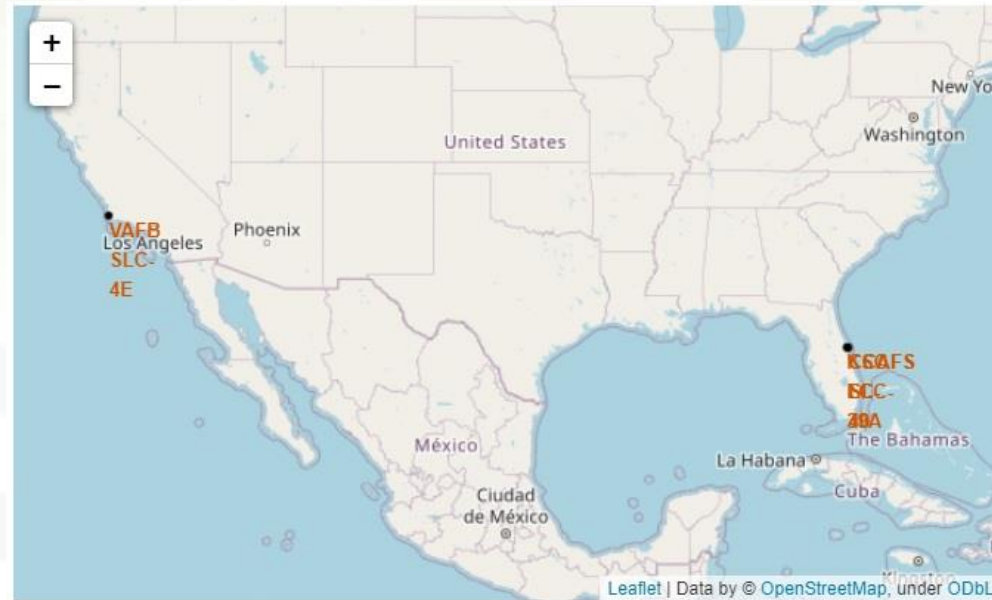 +
−
New Yo
Washington
United States
Phoenix
VAFB
Los Angeles
SLC-
4E
The Bahamas
México
La Habana
Cuba
Ciudad
de México
Leaflet | Data by © OpenStreetMap, under ODbL